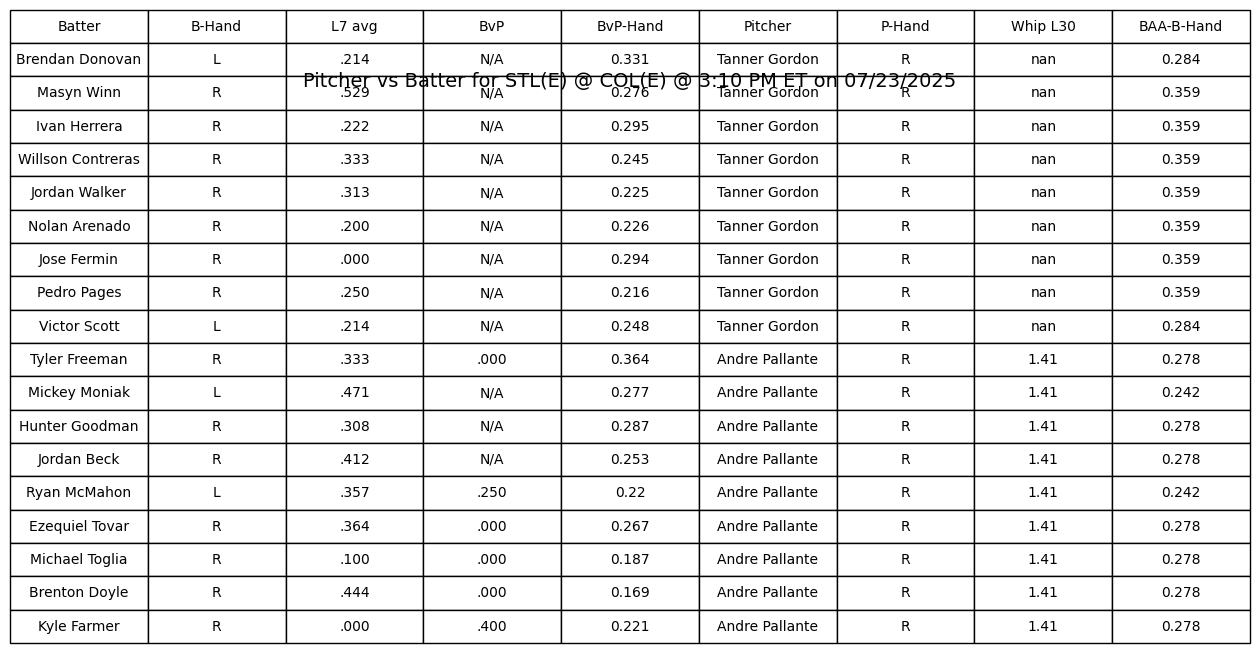 Batter B-Hand L7 avg BvP BvP-Hand Pitcher P-Hand Whip L30 BAA-B-Hand
Brendan Donovan L .214 N/A 0.331 Tanner Gordon R nan 0.284
Pitcher vs Batter for STL(E) @ COL(E) @ 3:10 PM ET on 07/23/2025
Masyn Winn R .529 N/A 0.276 Tanner Gordon R nan 0.359
Ivan Herrera R .222 N/A 0.295 Tanner Gordon R nan 0.359
Willson Contreras R .333 N/A 0.245 Tanner Gordon R nan 0.359
Jordan Walker R .313 N/A 0.225 Tanner Gordon R nan 0.359
Nolan Arenado R .200 N/A 0.226 Tanner Gordon R nan 0.359
Jose Fermin R .000 N/A 0.294 Tanner Gordon R nan 0.359
Pedro Pages R .250 N/A 0.216 Tanner Gordon R nan 0.359
Victor Scott L .214 N/A 0.248 Tanner Gordon R nan 0.284
Tyler Freeman R .333 .000 0.364 Andre Pallante R 1.41 0.278
Mickey Moniak L .471 N/A 0.277 Andre Pallante R 1.41 0.242
Hunter Goodman R .308 N/A 0.287 Andre Pallante R 1.41 0.278
Jordan Beck R .412 N/A 0.253 Andre Pallante R 1.41 0.278
Ryan McMahon L .357 .250 0.22 Andre Pallante R 1.41 0.242
Ezequiel Tovar R .364 .000 0.267 Andre Pallante R 1.41 0.278
Michael Toglia R .100 .000 0.187 Andre Pallante R 1.41 0.278
Brenton Doyle R .444 .000 0.169 Andre Pallante R 1.41 0.278
Kyle Farmer R .000 .400 0.221 Andre Pallante R 1.41 0.278